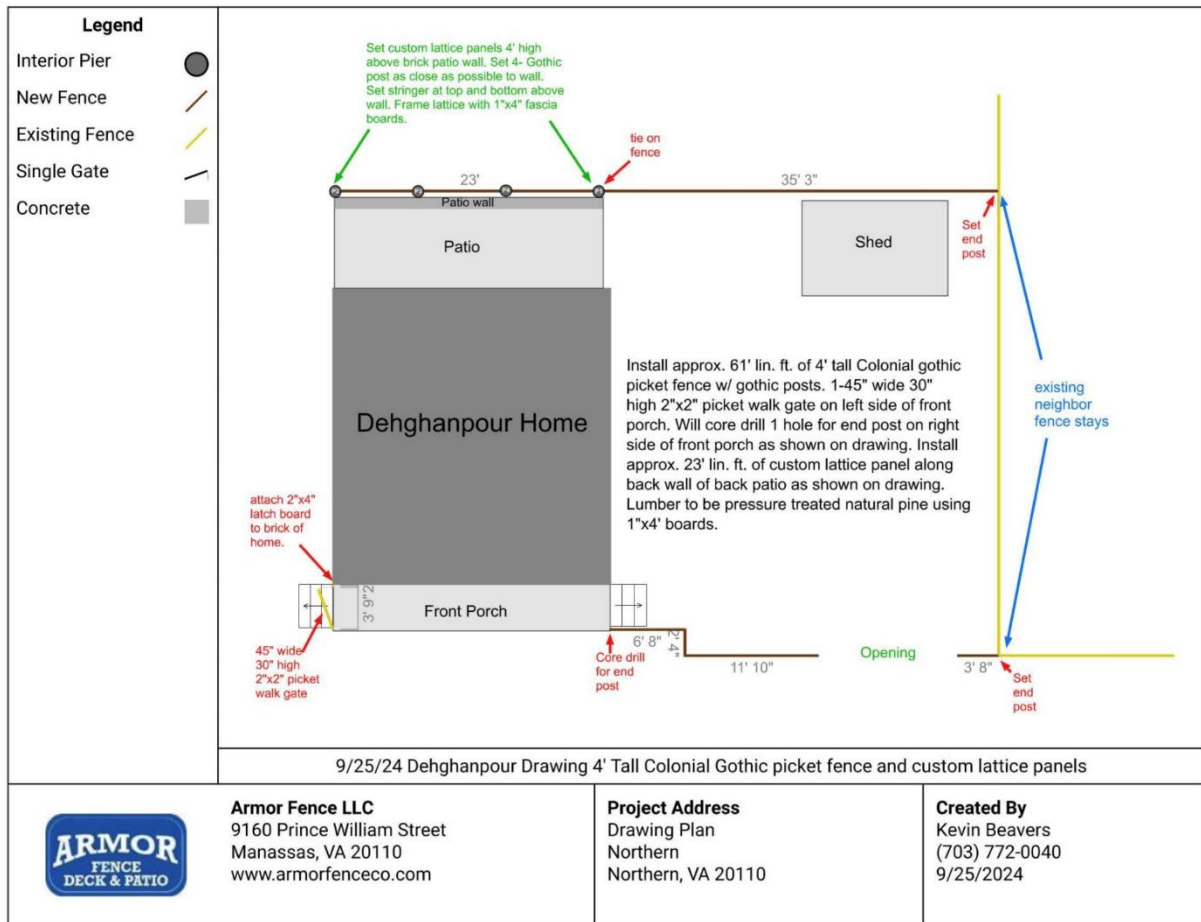 Legend
Interior Pier
New Fence
Existing Fence
Single Gate
Concrete
Set custom lattice panels 4' high
above brick patio wall. Set 4- Gothic
post as close as possible to wall.
Set stringer at top and bottom above
wall. Frame lattice with 1"x4" fascia
boards.
tie on
fence
23'
35' 3"
Patio wall
Patio
Shed
Set
end
post
Dehghanpour Home
Install approx. 61' lin. ft. of 4' tall Colonial gothic
picket fence w/ gothic posts. 1-45" wide 30"
high 2"x2" picket walk gate on left side of front
porch. Will core drill 1 hole for end post on right
side of front porch as shown on drawing. Install
approx. 23' lin. ft. of custom lattice panel along
back wall of back patio as shown on drawing.
Lumber to be pressure treated natural pine using
1"x4' boards.
existing
neighbor
fence stays
attach 2"x4"
latch board
to brick of
home.
3' 9"2
Front Porch
6' 8"
2' 4"
45" wide
30" high
2"x2" picket
walk gate
Core drill
for end
post
11' 10"
Opening
3' 8"
Set
end
post
9/25/24 Dehghanpour Drawing 4' Tall Colonial Gothic picket fence and custom lattice panels
ARMOR
FENCE
DECK & PATIO
Armor Fence LLC
9160 Prince William Street
Manassas, VA 20110
www.armorfenceco.com
Project Address
Drawing Plan
Northern
Northern, VA 20110
Created By
Kevin Beavers
(703) 772-0040
9/25/2024